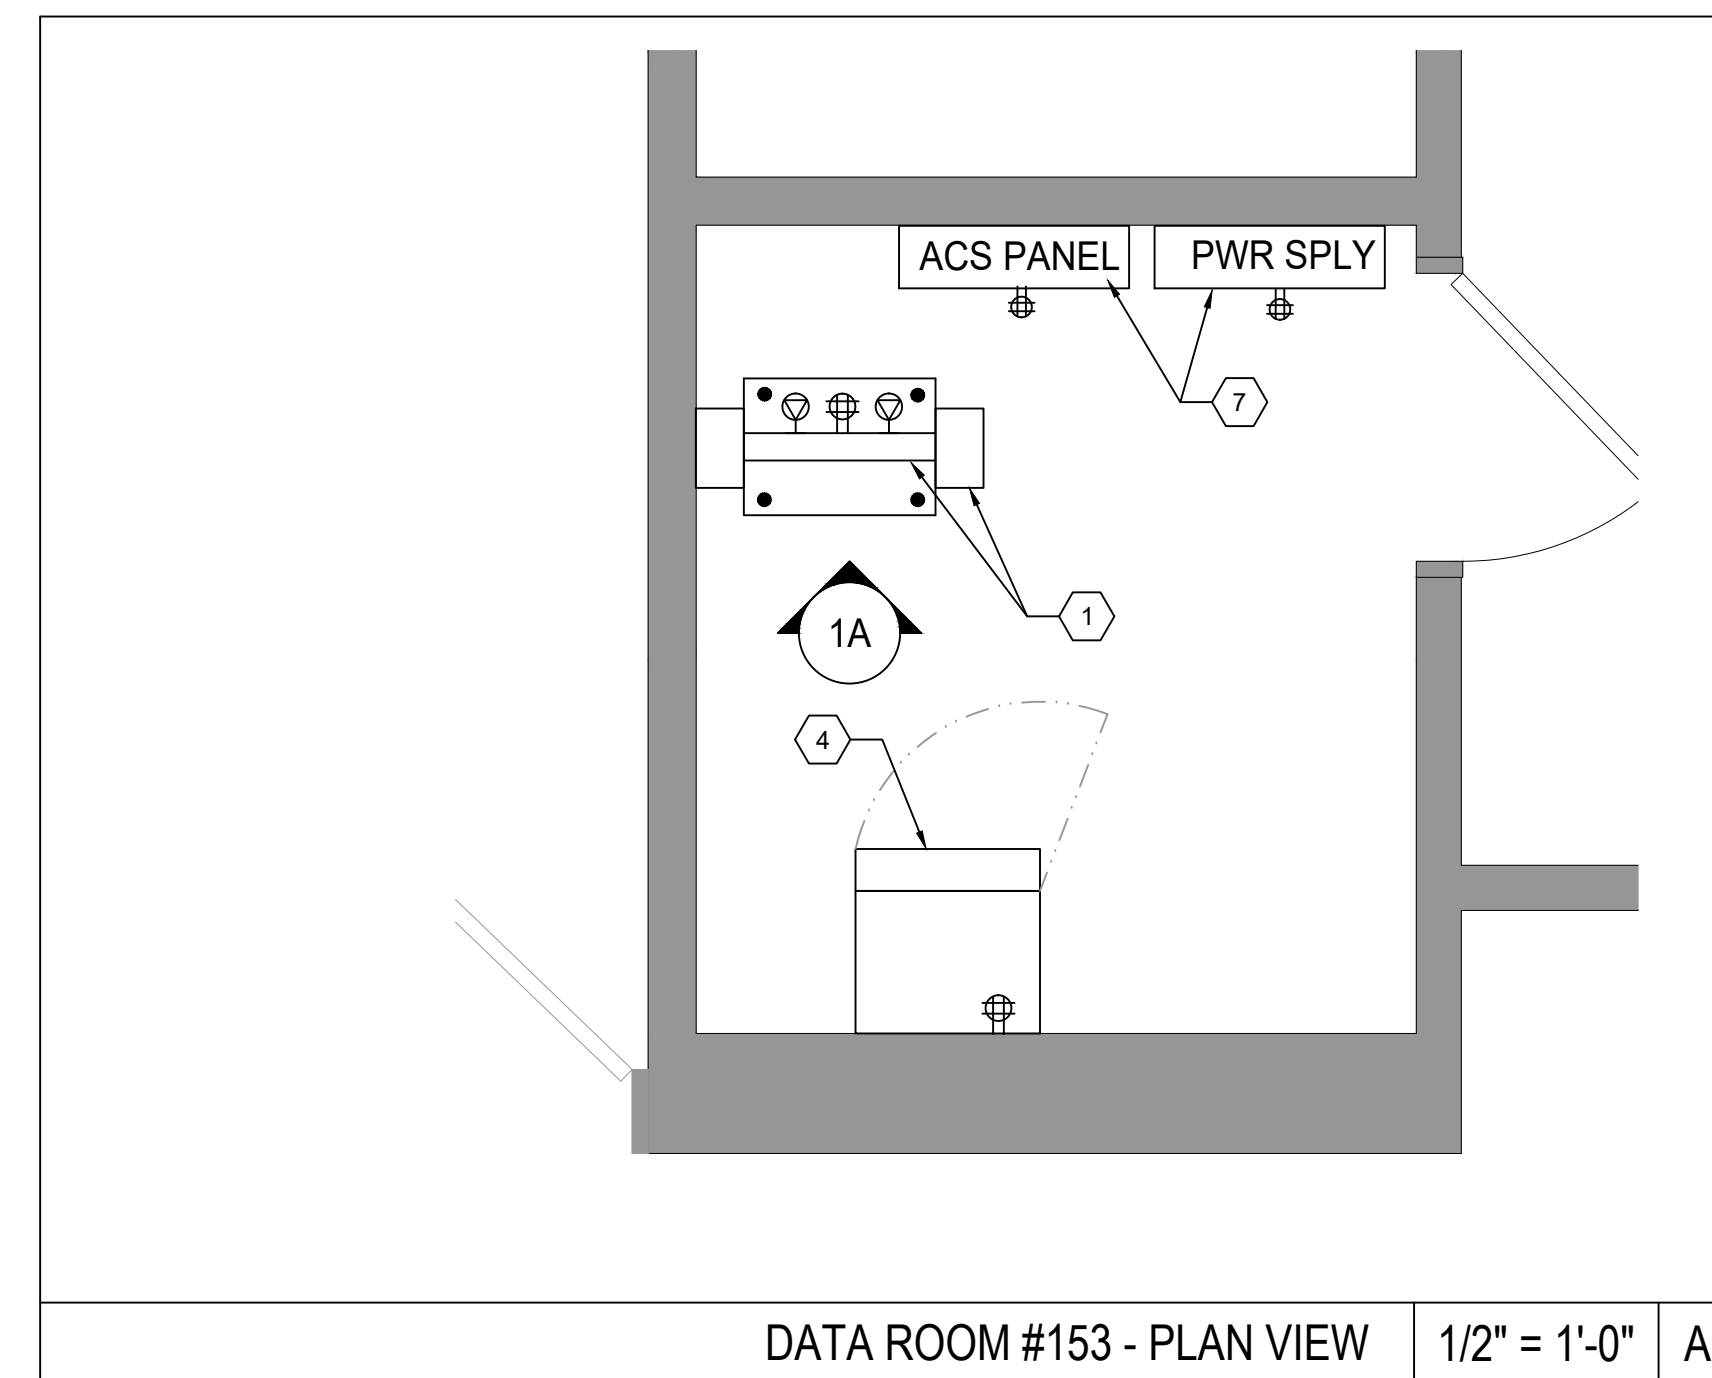 ACS PANEL
PWR SPLY
7
1
1A
4
DATA ROOM #153 - PLAN VIEW
1/2" = 1'-0"
A